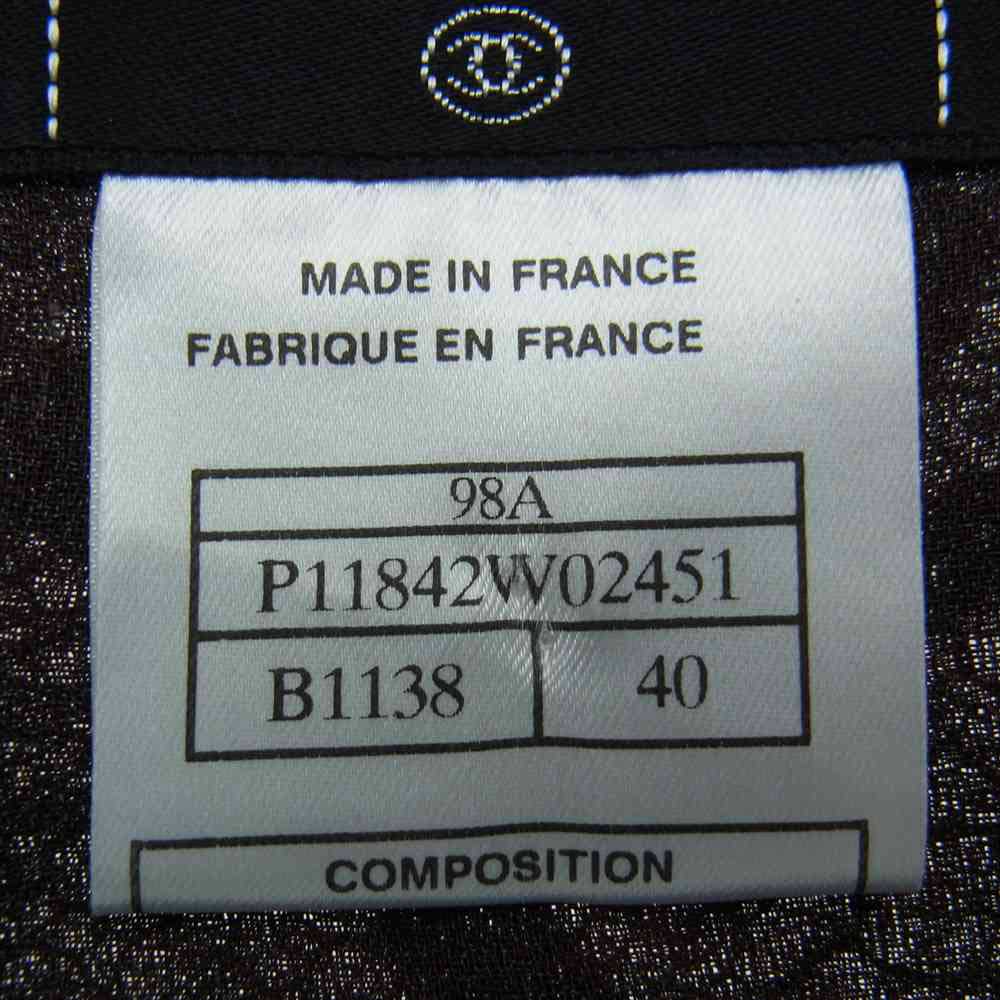 MADE IN FRANCE
FABRIQUE EN FRANCE
98A
P11842W02451
B1138 40
COMPOSITION